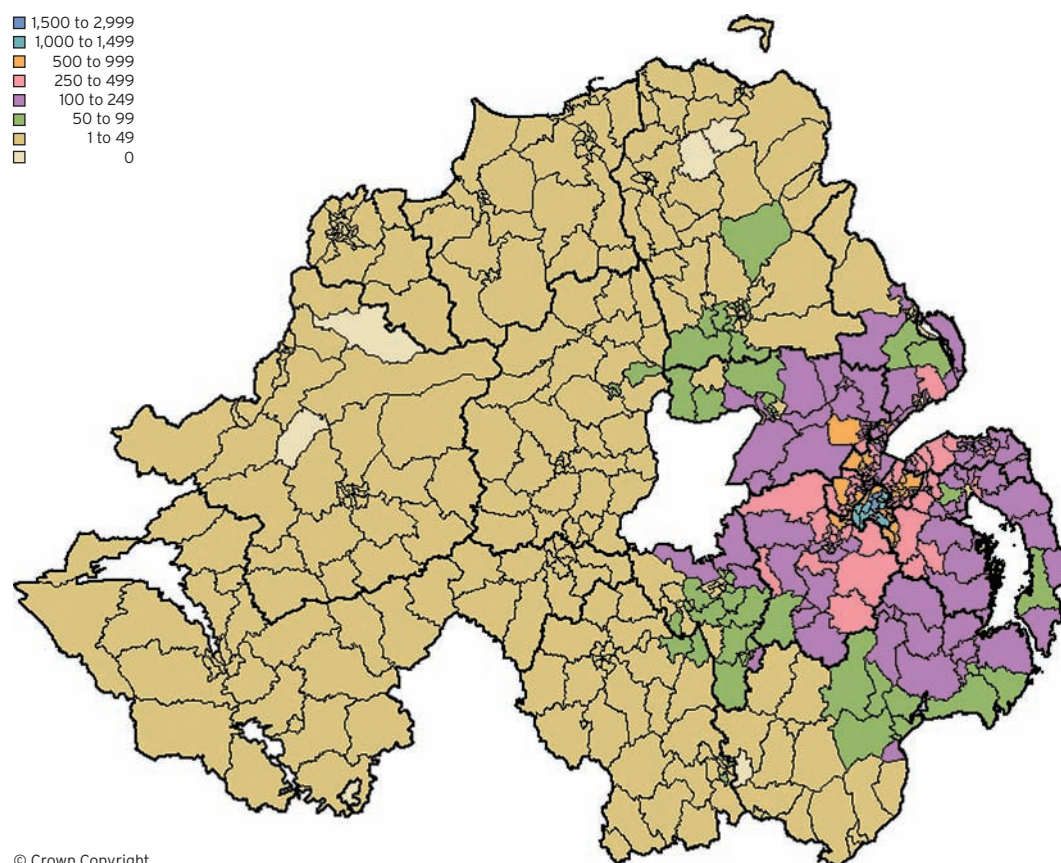 1,500 to 2,999
1,000 to 1,499
500 to 999
250 to 499
100 to 249
50 to 99
1 to 49
0
© Crown Copyright